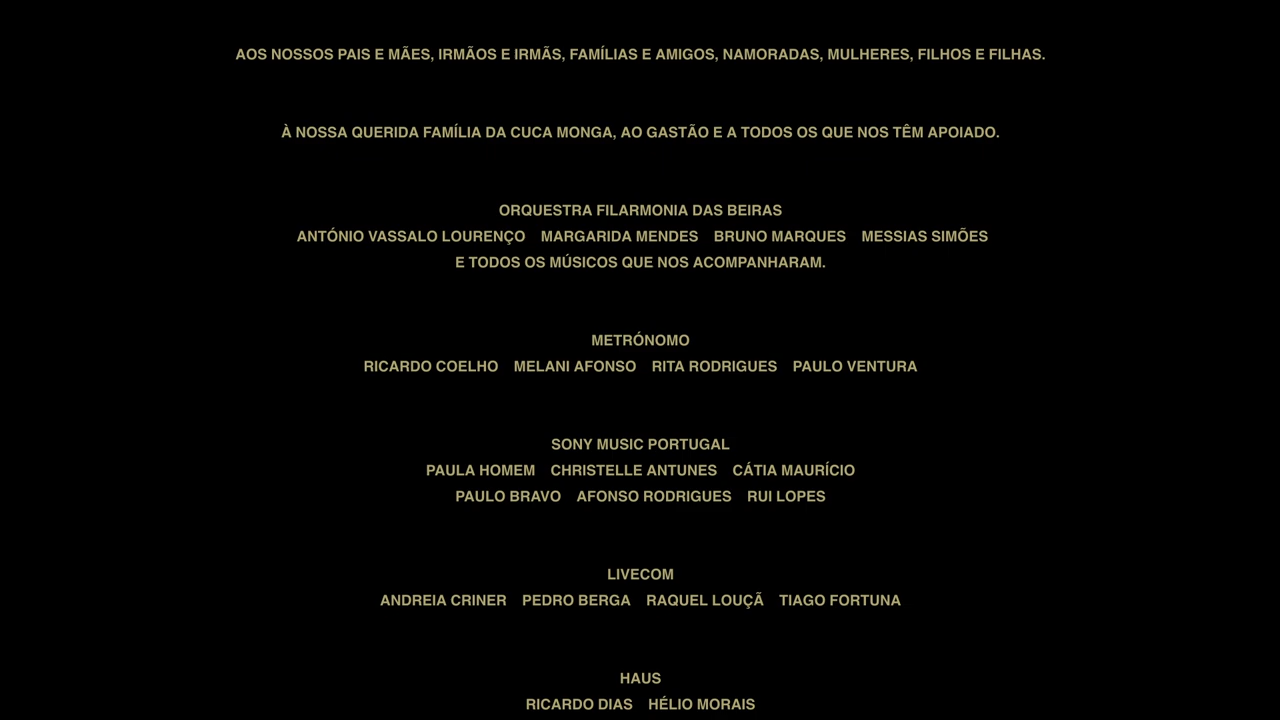 AOS NOSSOS PAIS E MÃES, IRMÃOS E IRMÃS, FAMÍLIAS E AMIGOS, NAMORADAS, MULHERES, FILHOS E FILHAS.
À NOSSA QUERIDA FAMÍLIA DA CUCA MONGA, AO GASTÃO E A TODOS OS QUE NOS TÊM APOIADO.
ORQUESTRA FILARMONIA DAS BEIRAS
ANTÓNIO VASSALO LOURENÇO MARGARIDA MENDES BRUNO MARQUES MESSIAS SIMÕES
E TODOS OS MÚSICOS QUE NOS ACOMPANHARAM.
METRÓNOMO
RICARDO COELHO MELANI AFONSO RITA RODRIGUES PAULO VENTURA
SONY MUSIC PORTUGAL
PAULA HOMEM CHRISTELLE ANTUNES CÁTIA MAURÍCIO
PAULO BRAVO AFONSO RODRIGUES RUI LOPES
LIVECOM
ANDREIA CRINER PEDRO BERGA RAQUEL LOUÇÃ TIAGO FORTUNA
HAUS
RICARDO DIAS HÉLIO MORAIS